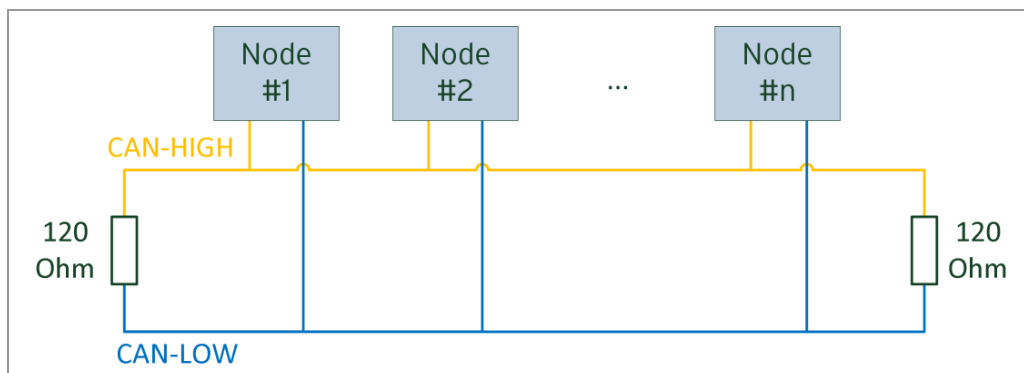 Node
#1
Node
#2
...
Node
#n
CAN-HIGH
120
Ohm
120
Ohm
CAN-LOW